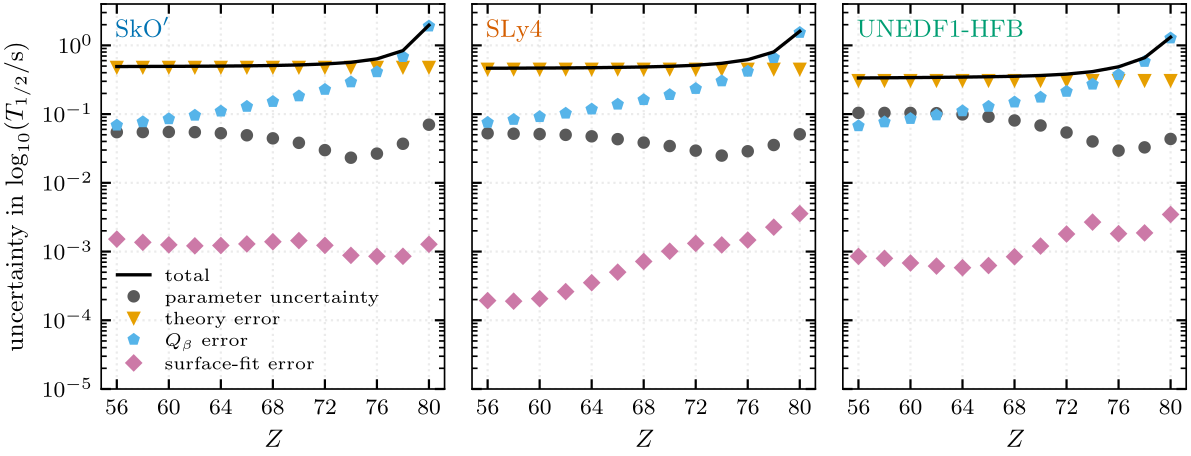 uncertainty in log₁₀(T₁/₂/s)
10⁰
10⁻¹
10⁻²
10⁻³
10⁻⁴
10⁻⁵
SkO′
total
parameter uncertainty
theory error
Qᵦ error
surface-fit error
56 60 64 68 72 76 80
Z
SLy4
56 60 64 68 72 76 80
Z
UNEDF1-HFB
56 60 64 68 72 76 80
Z